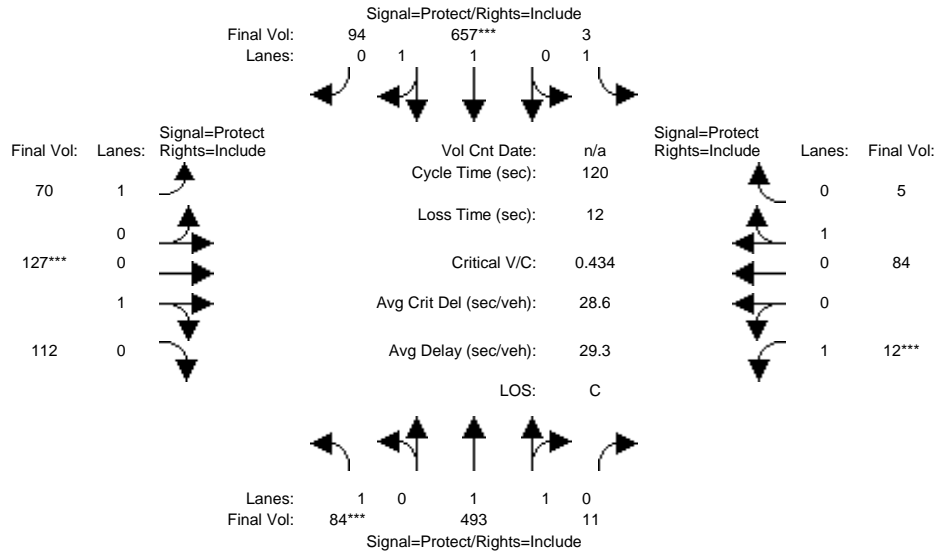 Signal=Protect/Rights=Include
Final Vol: 94 657*** 3
Lanes: 0 1 1 0 1
Signal=Protect Signal=Protect
Final Vol: Lanes: Rights=Include Vol Cnt Date: n/a Rights=Include Lanes: Final Vol:
Cycle Time (sec): 120
70 1 0 5
Loss Time (sec): 12
0 1
127*** 0 Critical V/C: 0.434 0 84
1 Avg Crit Del (sec/veh): 28.6 0
112 0 Avg Delay (sec/veh): 29.3 1 12***
LOS: C
Lanes: 1 0 1 1 0
Final Vol: 84*** 493 11
Signal=Protect/Rights=Include